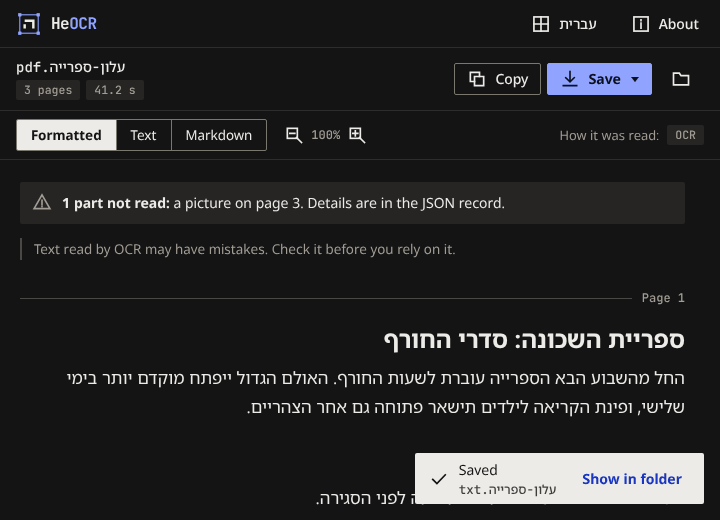 HeOCR
עברית
About
עלון-ספרייה.pdf
3 pages
41.2 s
Copy
Save
Formatted
Text
Markdown
100%
How it was read:
OCR
1 part not read: a picture on page 3. Details are in the JSON record.
Text read by OCR may have mistakes. Check it before you rely on it.
Page 1
ספריית השכונה: סדרי החורף
החל מהשבוע הבא הספרייה עוברת לשעות החורף. האולם הגדול ייפתח מוקדם יותר בימי
שלישי, ופינת הקריאה לילדים תישאר פתוחה גם אחר הצהריים.
לפני הסגירה.
Saved
עלון-ספרייה.txt
Show in folder